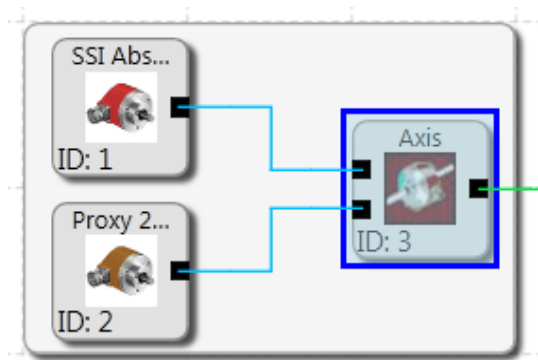 SSI Abs...
ID: 1
Axis
ID: 3
Proxy 2...
ID: 2